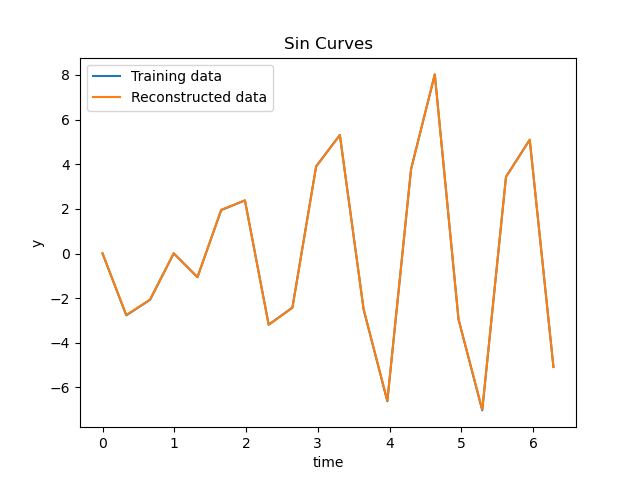 Sin Curves
Training data
Reconstructed data
8
6
4
2
0
−2
−4
−6
y
0 1 2 3 4 5 6
time